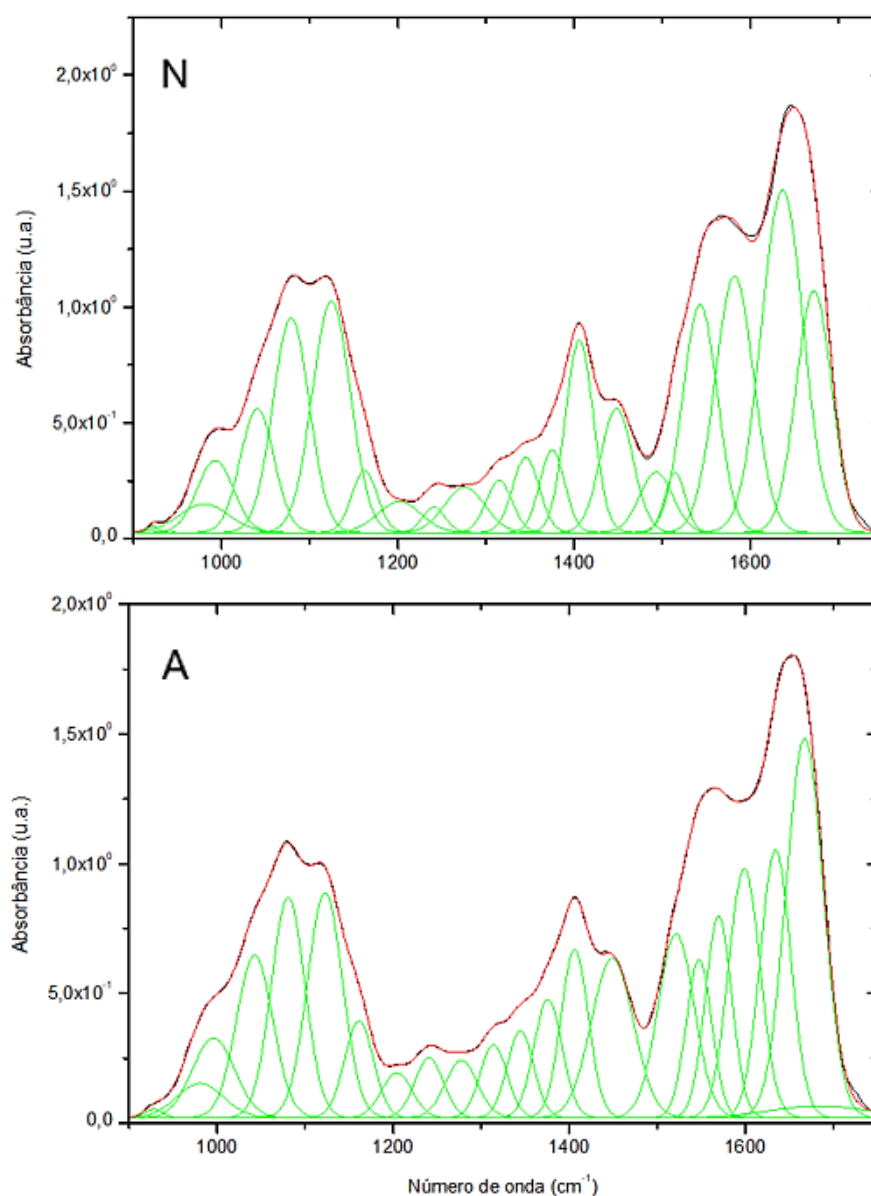 N
2,0x10⁰
1,5x10⁰
1,0x10⁰
5,0x10⁻¹
0,0
Absorbância (u.a.)
1000 1200 1400 1600
A
2,0x10⁰
1,5x10⁰
1,0x10⁰
5,0x10⁻¹
0,0
Absorbância (u.a.)
1000 1200 1400 1600
Número de onda (cm⁻¹)